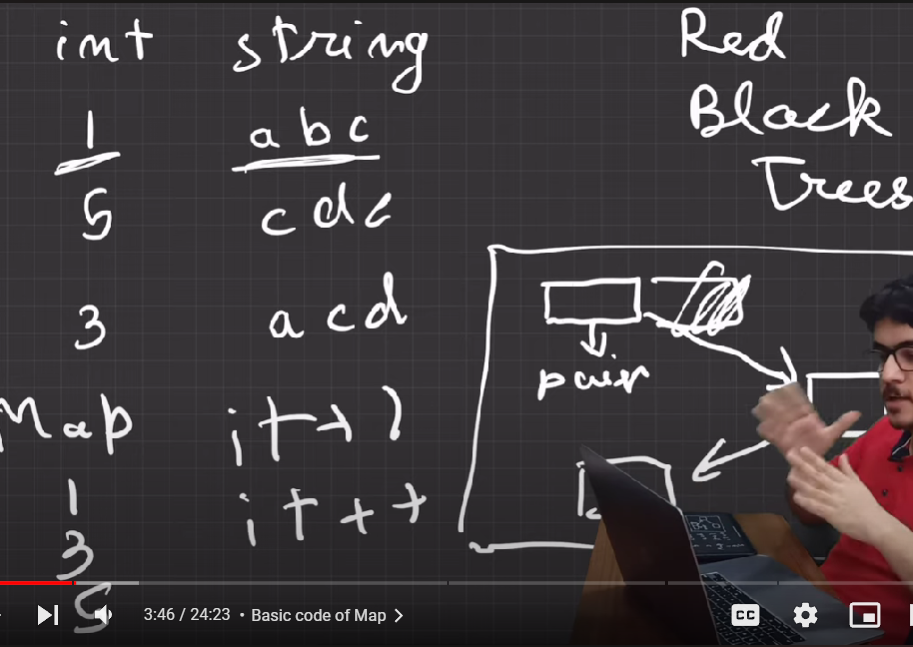 int string
1 abc
5 cdc
3 acd
Map
it+1
it++
1
3
5
Red
Black
Trees
pair
3:46 / 24:23 • Basic code of Map >
CC